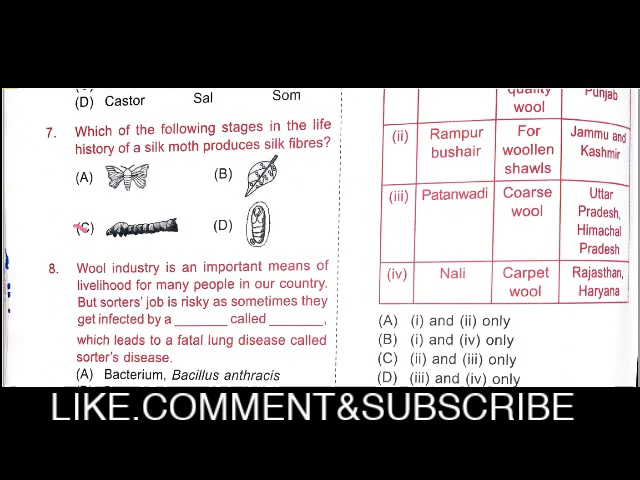 (D) Castor Sal Som
7. Which of the following stages in the life
history of a silk moth produces silk fibres?
(A) (B)
(C) (D)
8. Wool industry is an important means of
livelihood for many people in our country.
But sorters' job is risky as sometimes they
get infected by a _______ called _______,
which leads to a fatal lung disease called
sorter's disease.
(A) Bacterium, Bacillus anthracis
quality Punjab
wool
(ii) Rampur bushair For woollen shawls Jammu and Kashmir
(iii) Patanwadi Coarse wool Uttar Pradesh, Himachal Pradesh
(iv) Nali Carpet wool Rajasthan, Haryana
(A) (i) and (ii) only
(B) (i) and (iv) only
(C) (ii) and (iii) only
(D) (iii) and (iv) only
LIKE.COMMENT&SUBSCRIBE